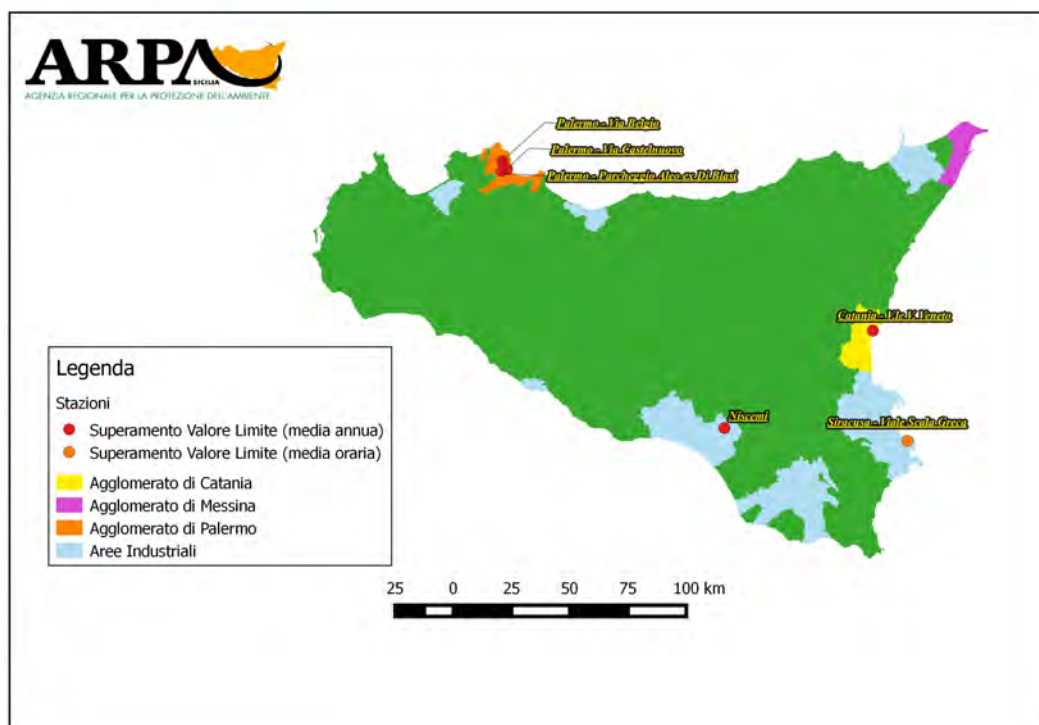 ARPA
SICILIA
AGENZIA REGIONALE PER LA PROTEZIONE DELL'AMBIENTE
Palermo - Via Belgio
Palermo - Via Castelnuovo
Palermo - Parcheggio Alco ex Di Blasi
Catania - Vle V. Veneto
Niscemi
Siracusa - Viale Scala Greca
Legenda
Stazioni
Superamento Valore Limite (media annua)
Superamento Valore Limite (media oraria)
Agglomerato di Catania
Agglomerato di Messina
Agglomerato di Palermo
Aree Industriali
25 0 25 50 75 100 km